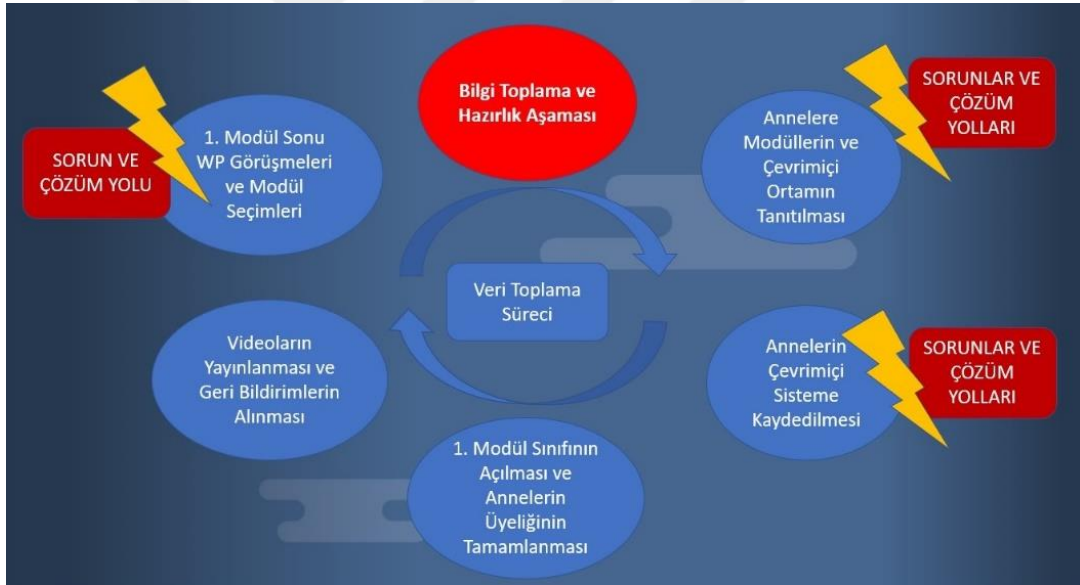 Bilgi Toplama ve
Hazırlık Aşaması
Annelere
Modüllerin ve
Çevrimiçi
Ortamın
Tanıtılması
SORUNLAR VE
ÇÖZÜM
YOLLARI
Annelerin
Çevrimiçi
Sisteme
Kaydedilmesi
SORUNLAR VE
ÇÖZÜM
YOLLARI
1. Modül Sınıfının
Açılması ve
Annelerin
Üyeliğinin
Tamamlanması
Videoların
Yayınlanması ve
Geri Bildirimlerin
Alınması
1. Modül Sonu
WP Görüşmeleri
ve Modül
Seçimleri
SORUN VE
ÇÖZÜM YOLU
Veri Toplama
Süreci